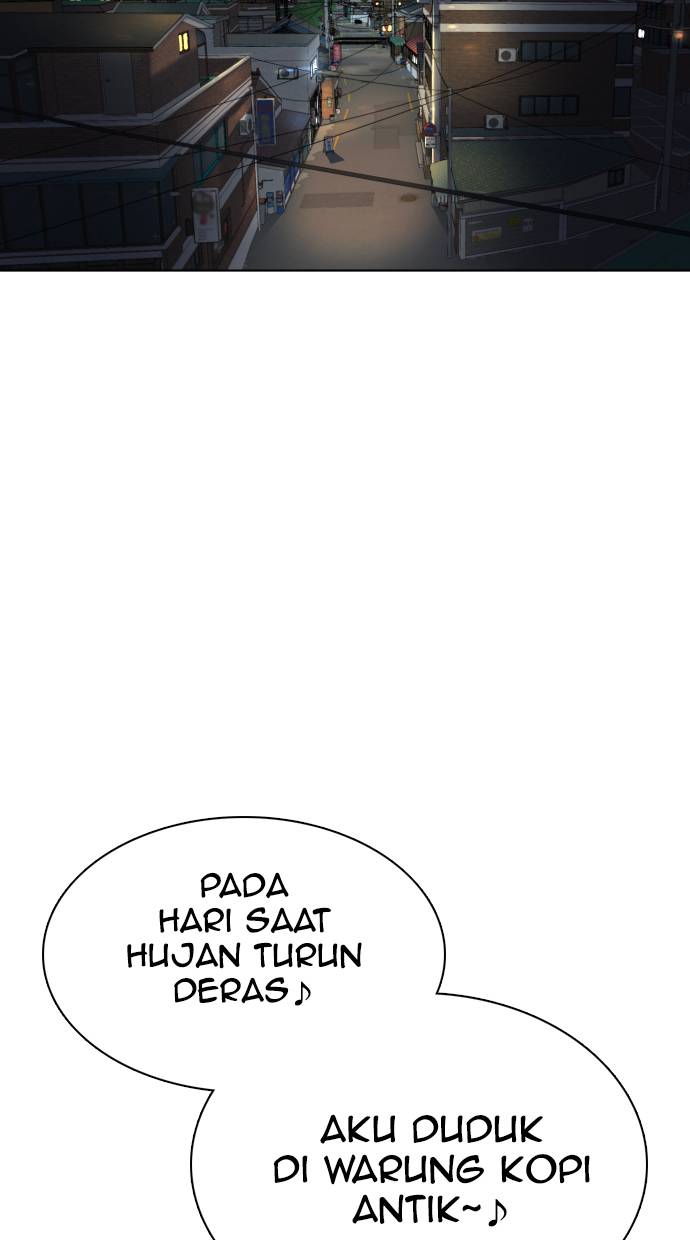 PADA
HARI SAAT
HUJAN TURUN
DERAS♪
AKU DUDUK
DI WARUNG KOPI
ANTIK~♪